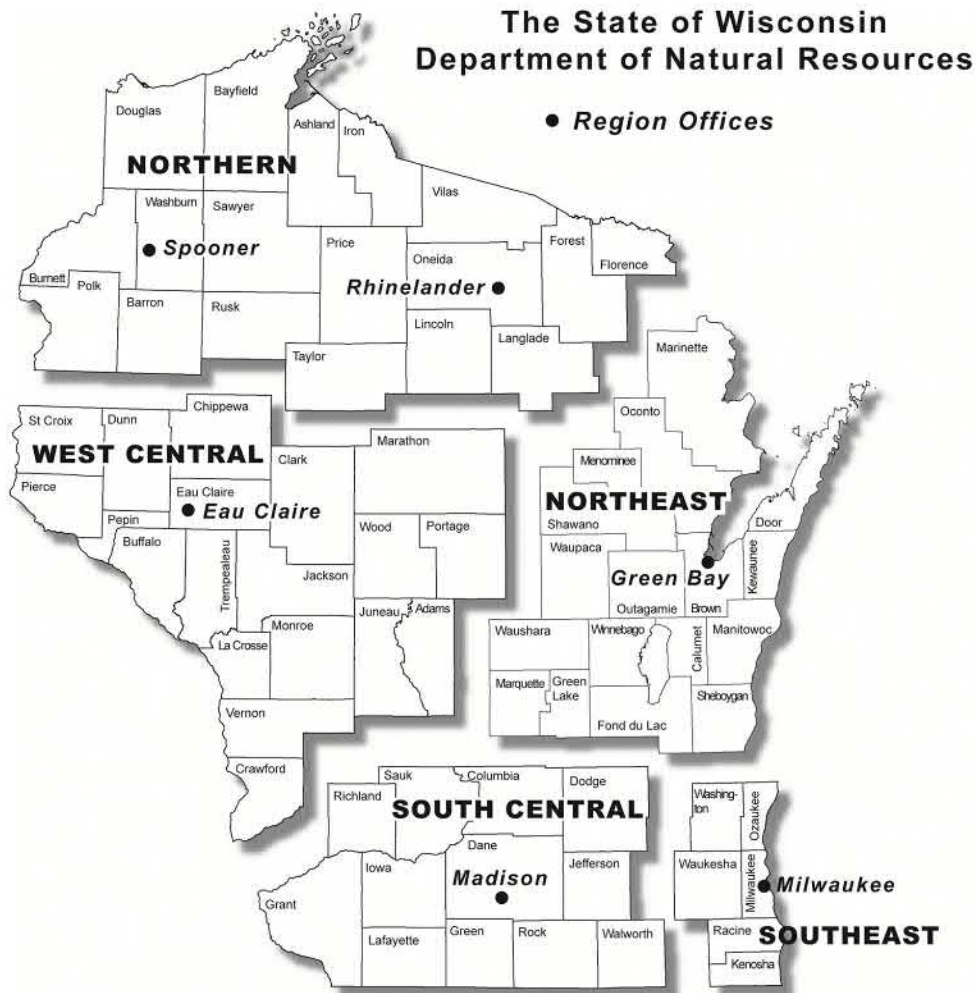 The State of Wisconsin
Department of Natural Resources
Region Offices
Douglas
Bayfield
Ashland
Iron
NORTHERN
Vilas
Washburn
Sawyer
Spooner
Price
Forest
Oneida
Florence
Burnett
Polk
Rhinelander
Barron
Rusk
Lincoln
Langlade
Taylor
Marinette
Chippewa
St Croix
Dunn
Oconto
WEST CENTRAL
Marathon
Clark
Menominee
Pierce
Eau Claire
NORTHEAST
Eau Claire
Pepin
Wood
Portage
Shawano
Door
Buffalo
Waupaca
Trempealeau
Jackson
Green Bay
Kewaunee
Juneau
Adams
Outagamie
Brown
Monroe
Waushara
Winnebago
Calumet
Manitowoc
La Crosse
Marquette
Green
Lake
Sheboygan
Vernon
Fond du Lac
Crawford
Sauk
Columbia
Dodge
Richland
Washing-
ton
Ozaukee
SOUTH CENTRAL
Dane
Iowa
Jefferson
Waukesha
Milwaukee
Madison
Milwaukee
Grant
Lafayette
Green
Rock
Walworth
Racine
SOUTHEAST
Kenosha